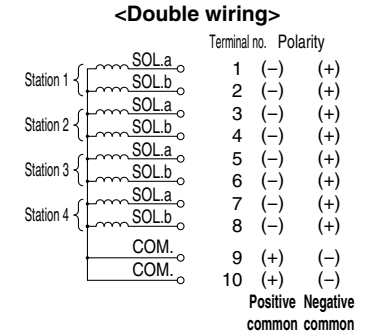 <Double wiring>
Terminal no. Polarity
Station 1 SOL.a 1 (–) (+)
SOL.b 2 (–) (+)
Station 2 SOL.a 3 (–) (+)
SOL.b 4 (–) (+)
Station 3 SOL.a 5 (–) (+)
SOL.b 6 (–) (+)
Station 4 SOL.a 7 (–) (+)
SOL.b 8 (–) (+)
COM. 9 (+) (–)
COM. 10 (+) (–)
Positive Negative
common common